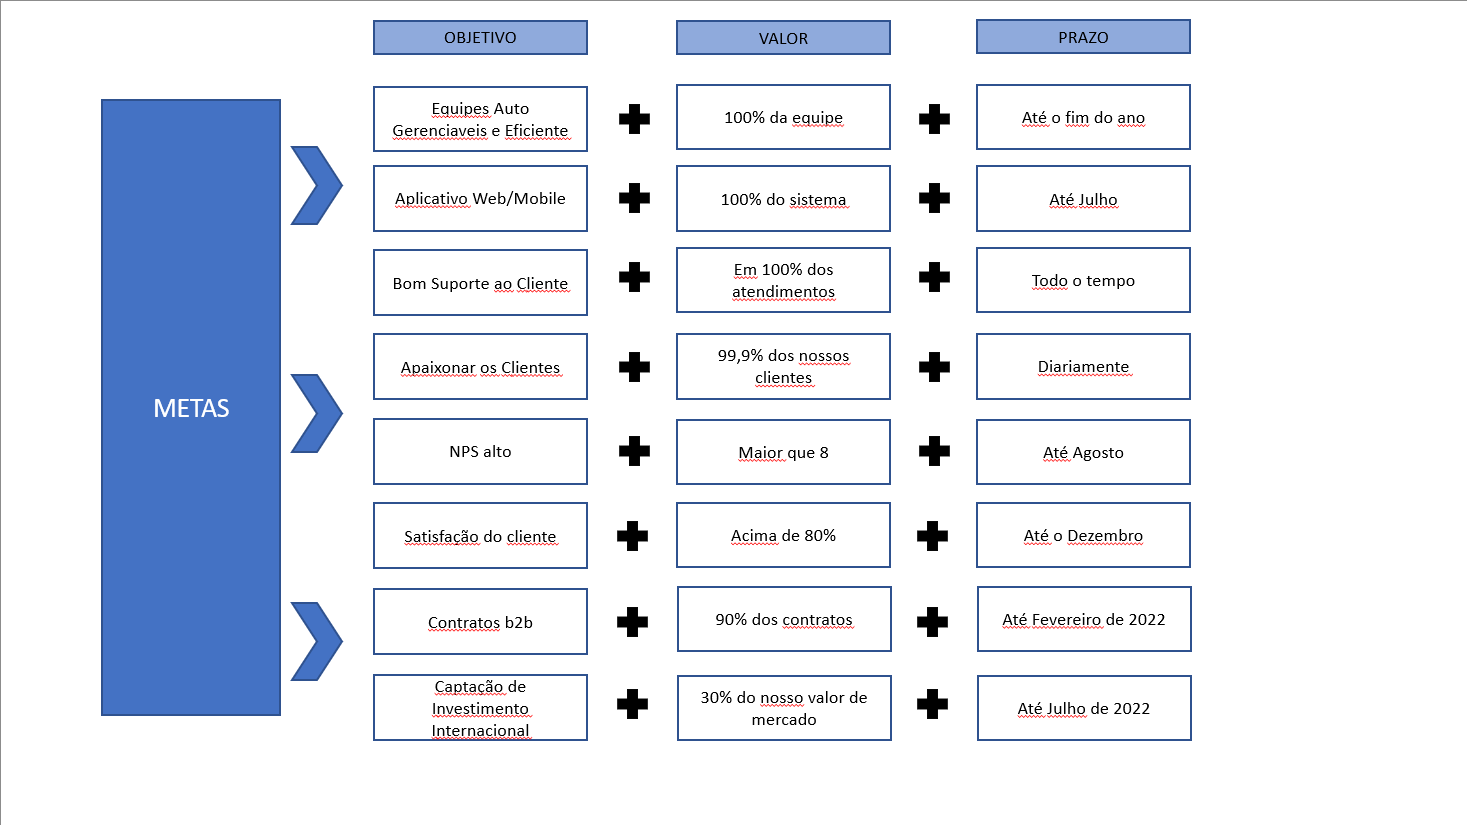 OBJETIVO
VALOR
PRAZO
METAS
Equipes Auto
Gerenciaveis e Eficiente
100% da equipe
Até o fim do ano
Aplicativo Web/Mobile
100% do sistema
Até Julho
Bom Suporte ao Cliente
Em 100% dos
atendimentos
Todo o tempo
Apaixonar os Clientes
99,9% dos nossos
clientes
Diariamente
NPS alto
Maior que 8
Até Agosto
Satisfação do cliente
Acima de 80%
Até o Dezembro
Contratos b2b
90% dos contratos
Até Fevereiro de 2022
Captação de
Investimento
Internacional
30% do nosso valor de
mercado
Até Julho de 2022